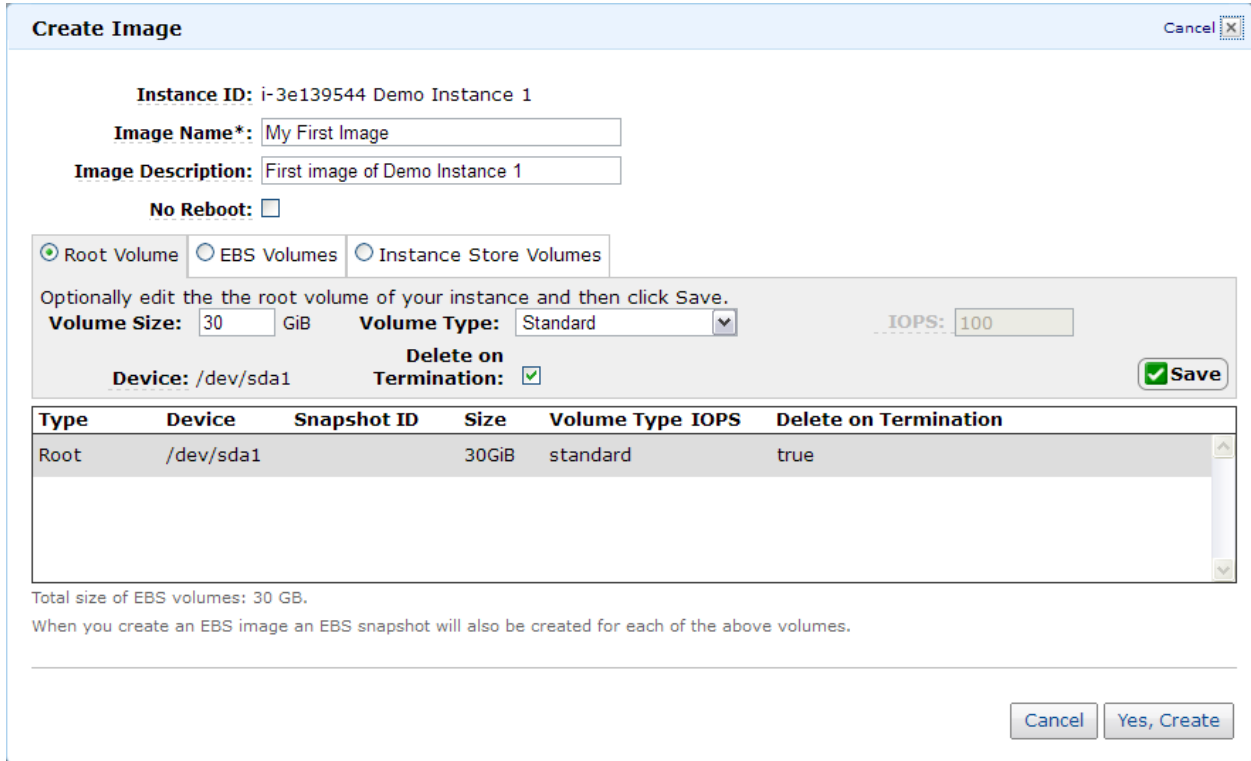 Create Image
Cancel
Instance ID: i-3e139544 Demo Instance 1
Image Name*: My First Image
Image Description: First image of Demo Instance 1
No Reboot:
Root Volume EBS Volumes Instance Store Volumes
Optionally edit the the root volume of your instance and then click Save.
Volume Size: 30 GiB Volume Type: Standard IOPS: 100
Device: /dev/sda1 Delete on Termination: Save
Type Device Snapshot ID Size Volume Type IOPS Delete on Termination
Root /dev/sda1 30GiB standard true
Total size of EBS volumes: 30 GB.
When you create an EBS image an EBS snapshot will also be created for each of the above volumes.
Cancel Yes, Create